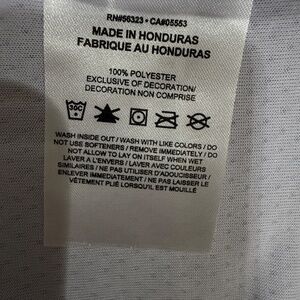 RN#56323 • CA#05553
MADE IN HONDURAS
FABRIQUE AU HONDURAS
100% POLYESTER
EXCLUSIVE OF DECORATION/
DECORATION NON COMPRISE
30C
WASH INSIDE OUT / WASH WITH LIKE COLORS / DO
NOT USE SOFTENERS / REMOVE IMMEDIATELY / DO
NOT ALLOW TO LAY ON ITSELF WHEN WET
LAVER A L'ENVERS / LAVER AVEC COULEURS
SIMILAIRES / NE PAS UTILISER D'ADOUCISSEUR /
ENLEVER IMMEDIATEMENT / NE PAS LAISSER LE
VÊTEMENT PLIÉ LORSQU'IL EST MOUILLÉ